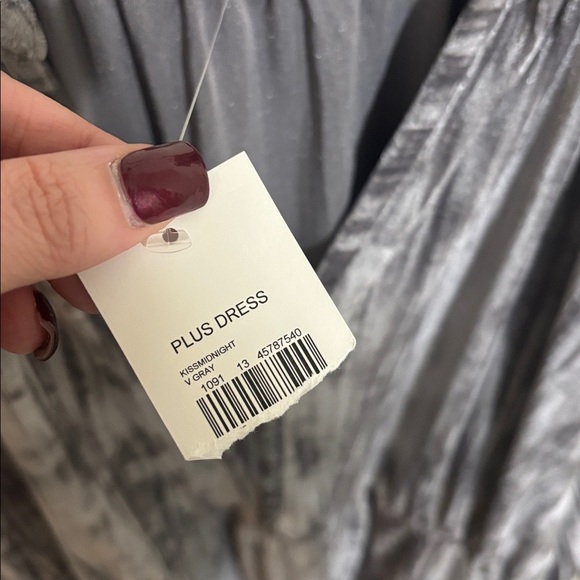 PLUS DRESS
KISSMIDNIGHT
V GRAY
1091 13 45787540